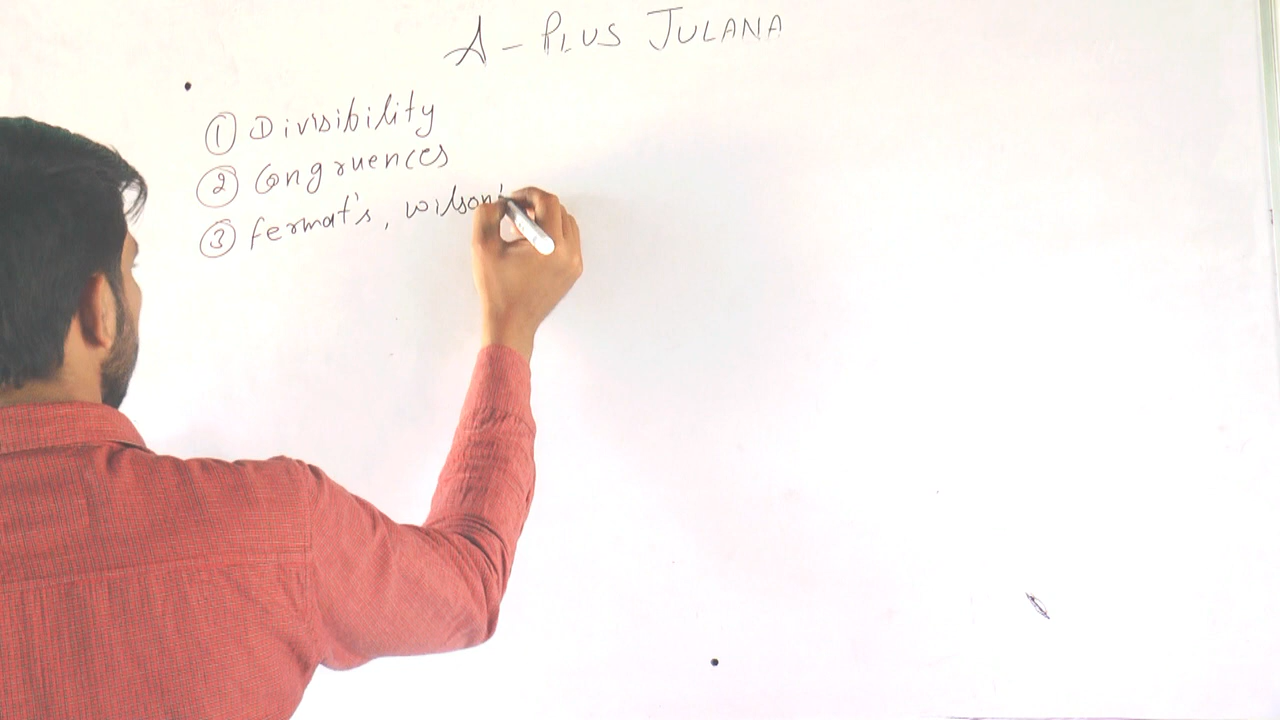 A - PLUS JULANA
① Divisibility
② Congruences
③ fermat's, wilson'